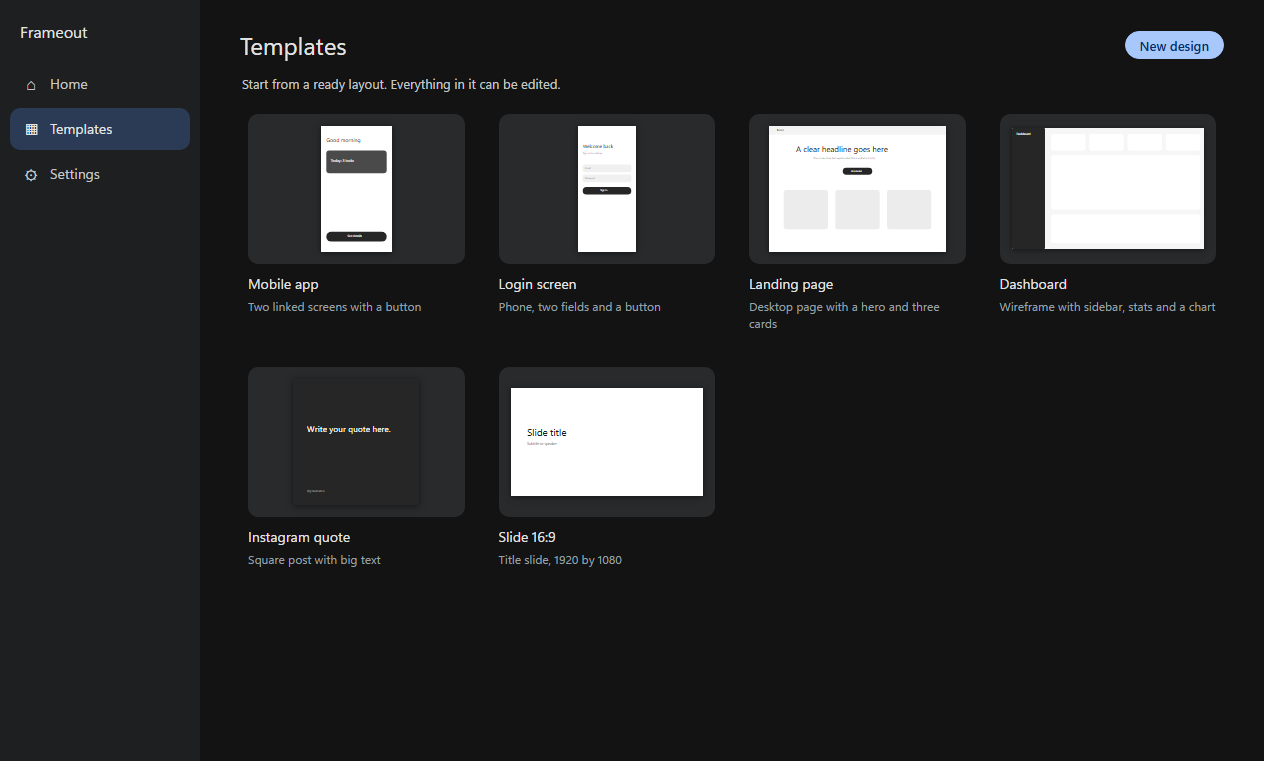 Frameout
Home
Templates
Settings
Templates
New design
Start from a ready layout. Everything in it can be edited.
Good morning
Today: 3 tasks
Mobile app
Two linked screens with a button
Welcome back
Login screen
Phone, two fields and a button
A clear headline goes here
Landing page
Desktop page with a hero and three
cards
Dashboard
Dashboard
Wireframe with sidebar, stats and a chart
Write your quote here.
Instagram quote
Square post with big text
Slide title
Slide 16:9
Title slide, 1920 by 1080